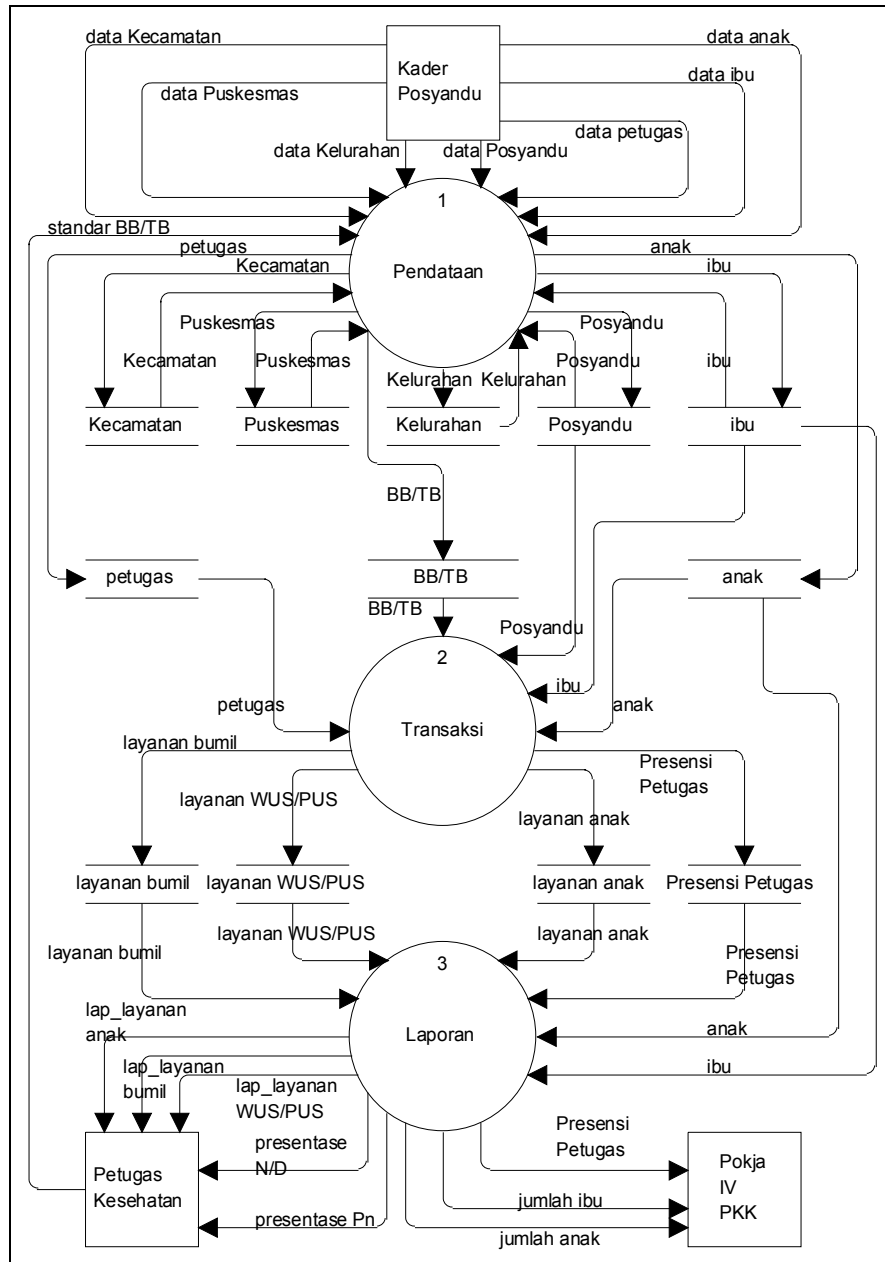 data Kecamatan
data anak
Kader
Posyandu
data ibu
data Puskesmas
data petugas
data Kelurahan
data Posyandu
1
standar BB/TB
petugas
anak
Kecamatan
ibu
Pendataan
Puskesmas
Posyandu
Kecamatan
Puskesmas
Posyandu
ibu
Kelurahan
Kelurahan
Kecamatan
Puskesmas
Kelurahan
Posyandu
ibu
BB/TB
petugas
BB/TB
anak
BB/TB
Posyandu
2
ibu
petugas
anak
Transaksi
layanan bumil
Presensi
Petugas
layanan WUS/PUS
layanan anak
layanan bumil
layanan WUS/PUS
layanan anak
Presensi Petugas
layanan WUS/PUS
layanan anak
layanan bumil
Presensi
Petugas
3
lap_layanan
anak
Laporan
anak
lap_layanan
bumil
ibu
lap_layanan
WUS/PUS
presentase
N/D
Presensi
Petugas
Petugas
Kesehatan
Pokja
IV
PKK
jumlah ibu
presentase Pn
jumlah anak